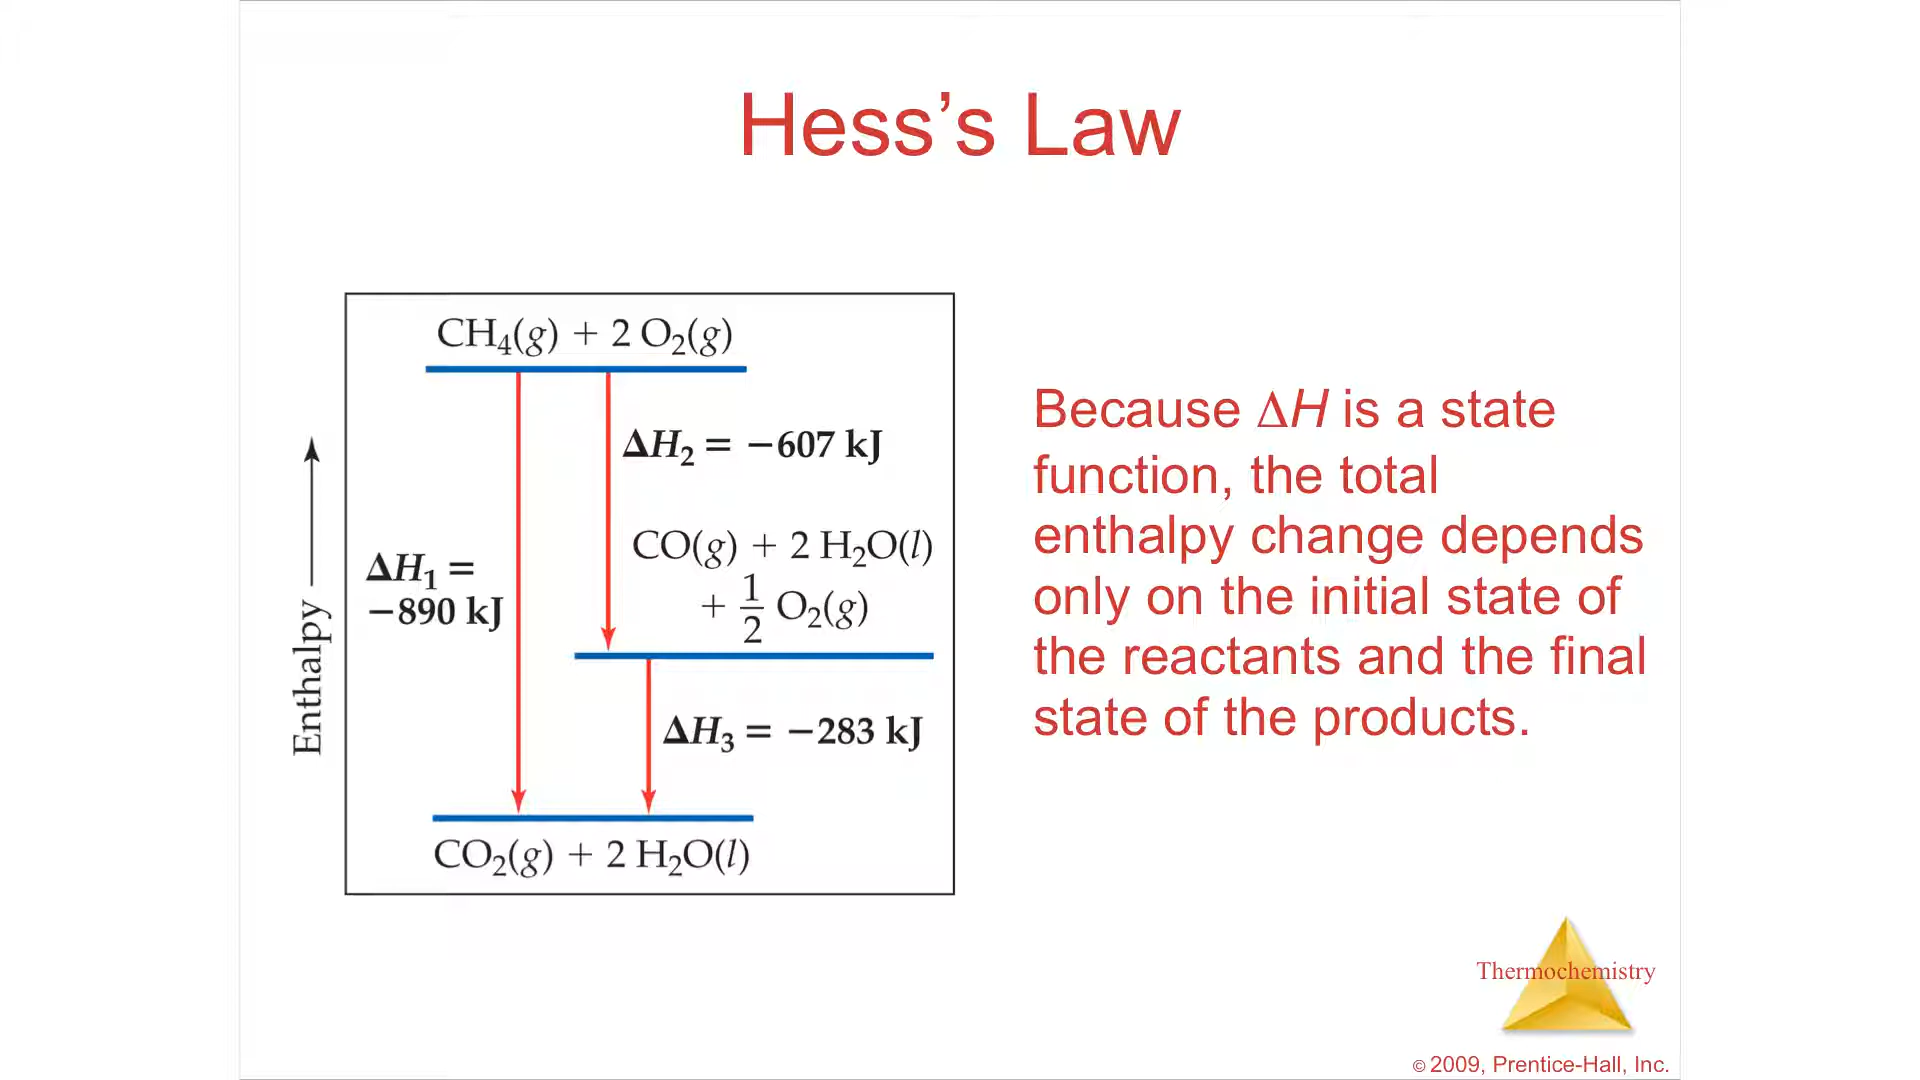 Hess’s Law
CH₄(g) + 2 O₂(g)
ΔH₂ = −607 kJ
CO(g) + 2 H₂O(l)
+ 1/2 O₂(g)
ΔH₁ =
−890 kJ
Enthalpy
ΔH₃ = −283 kJ
CO₂(g) + 2 H₂O(l)
Because ΔH is a state
function, the total
enthalpy change depends
only on the initial state of
the reactants and the final
state of the products.
Thermochemistry
© 2009, Prentice-Hall, Inc.